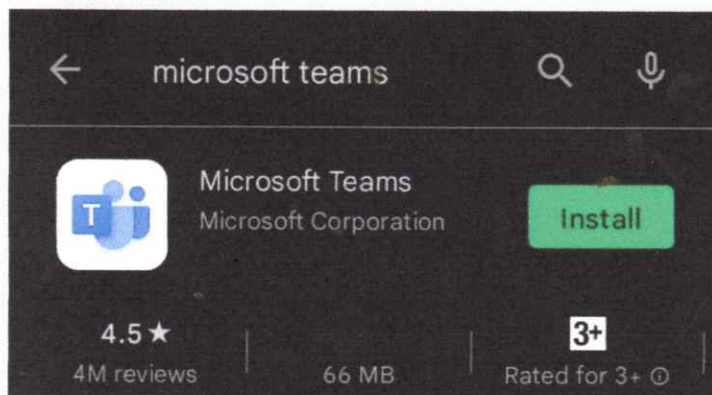 microsoft teams
T
Microsoft Teams
Microsoft Corporation
Install
4.5★
4M reviews
66 MB
3+
Rated for 3+ ⓘ